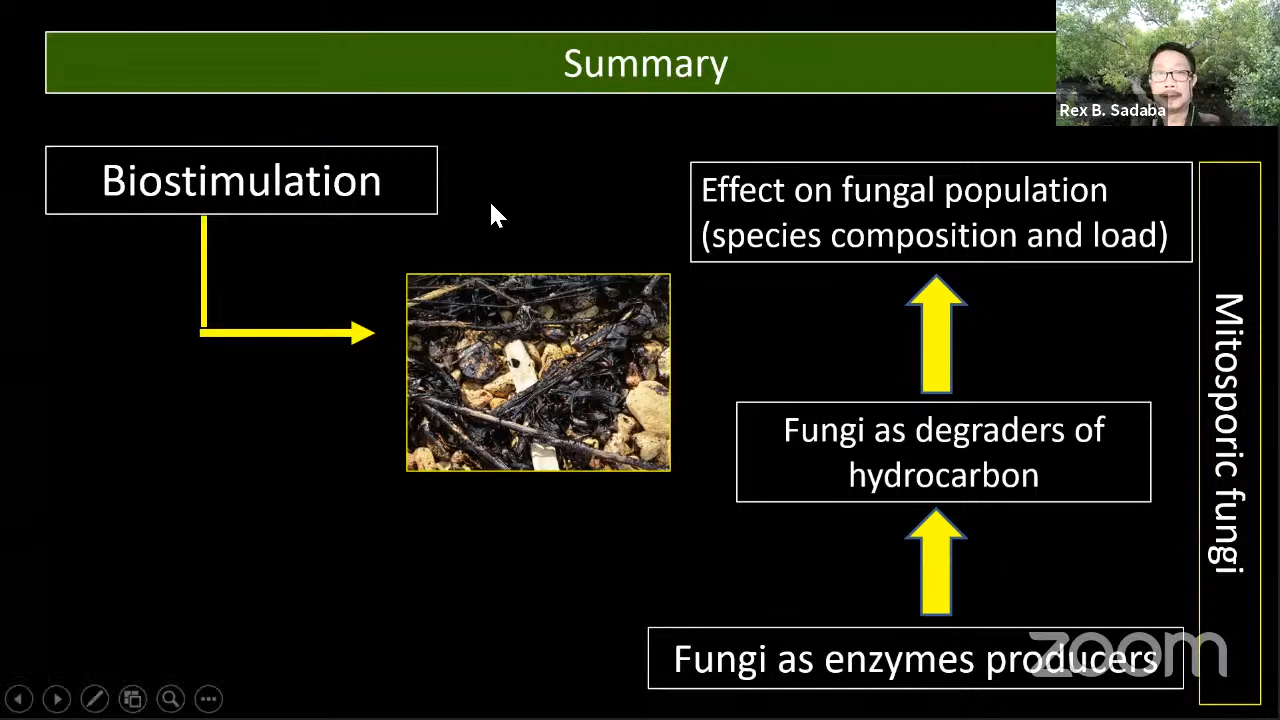 Summary
Rex B. Sadaba
Biostimulation
Effect on fungal population
(species composition and load)
Fungi as degraders of
hydrocarbon
Fungi as enzymes producers
Mitosporic fungi
zoom